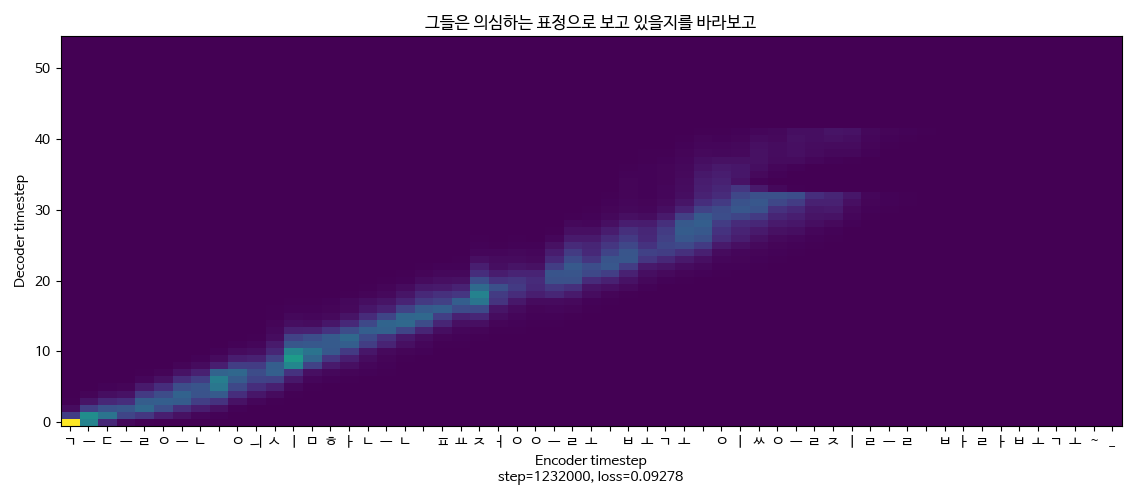 그들은 의심하는 표정으로 보고 있을지를 바라보고
50
40
30
20
10
0
Decoder timestep
ㄱ ㅡ ㄷ ㅡ ㄹ ㅇ ㅡ ㄴ ㅇ ㅢ ㅅ ㅣ ㅁ ㅎ ㅏ ㄴ ㅡ ㄴ ㅍ ㅛ ㅈ ㅓ ㅇ ㅇ ㅡ ㄹ ㅗ ㅂ ㅗ ㄱ ㅗ ㅇ ㅣ ㅆ ㅇ ㅡ ㄹ ㅈ ㅣ ㄹ ㅡ ㄹ ㅂ ㅏ ㄹ ㅏ ㅂ ㅗ ㄱ ㅗ ~ _
Encoder timestep
step=1232000, loss=0.09278